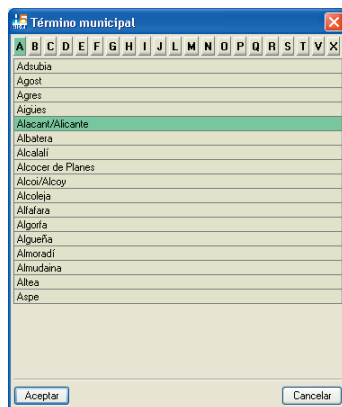 Término municipal
A B C D E F G H I J L M N O P Q R S T V X
Adsubia
Agost
Agres
Aigües
Alacant/Alicante
Albatera
Alcalalí
Alcocer de Planes
Alcoi/Alcoy
Alcoleja
Alfafara
Algorfa
Algueña
Almoradí
Almudaina
Altea
Aspe
Aceptar Cancelar